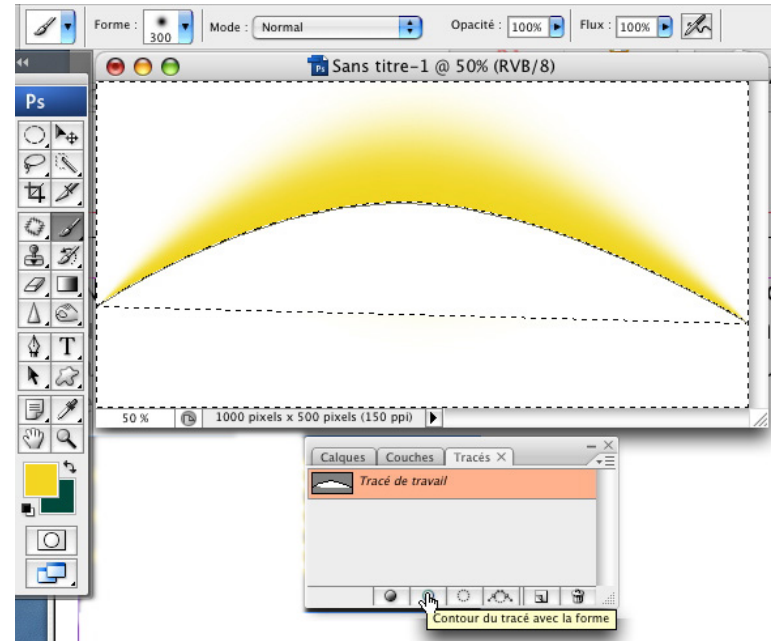 Forme : 300 Mode : Normal Opacité : 100% Flux : 100%
Sans titre-1 @ 50% (RVB/8)
Ps
T
50 % 1000 pixels x 500 pixels (150 ppi)
Calques Couches Tracés X
Tracé de travail
Contour du tracé avec la forme